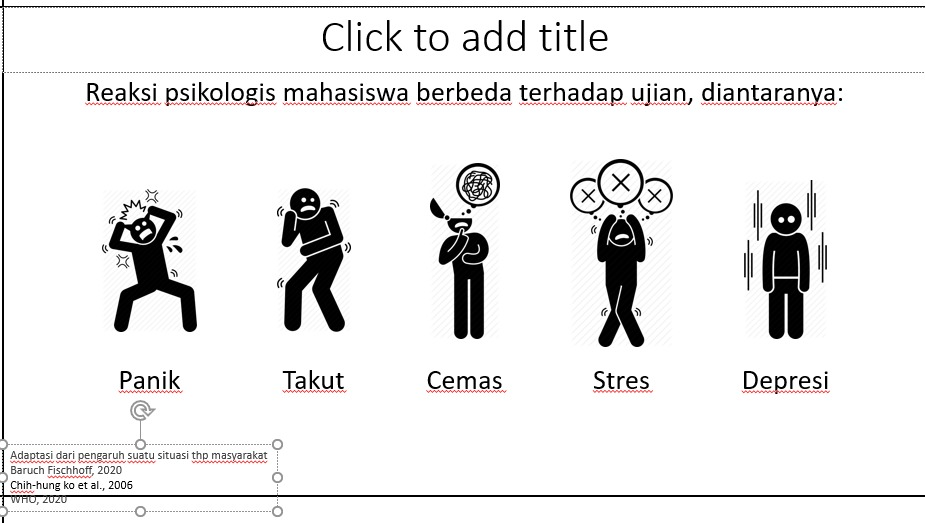 Click to add title
Reaksi psikologis mahasiswa berbeda terhadap ujian, diantaranya:
Panik
Takut
Cemas
Stres
Depresi
Adaptasi dari pengaruh suatu situasi thp masyarakat
Baruch Fischhoff, 2020
Chih-hung ko et al., 2006
WHO, 2020